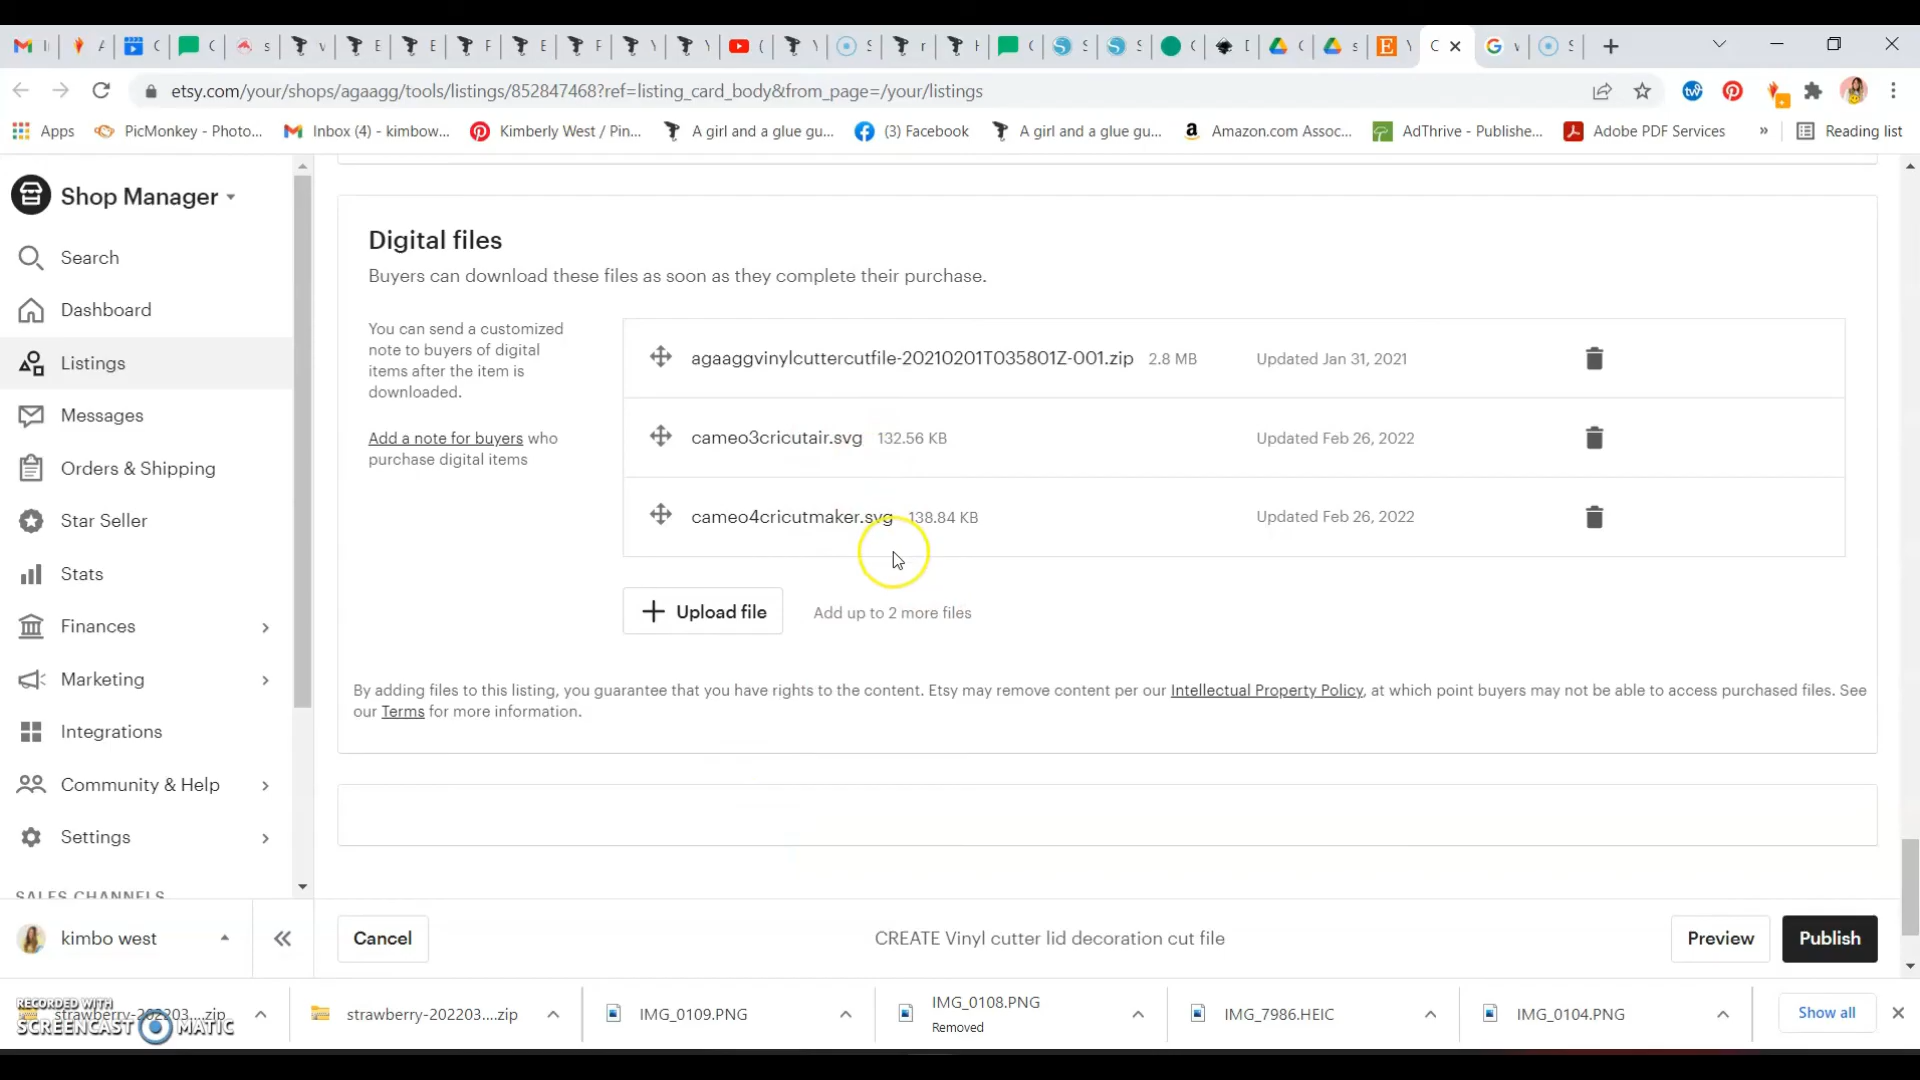 etsy.com/your/shops/agaagg/tools/listings/852847468?ref=listing_card_body&from_page=/your/listings
Apps PicMonkey - Photo... Inbox (4) - kimbow... Kimberly West / Pin... A girl and a glue gu... (3) Facebook A girl and a glue gu... Amazon.com Assoc... AdThrive - Publishe... Adobe PDF Services » Reading list
Shop Manager
Search
Dashboard
Listings
Messages
Orders & Shipping
Star Seller
Stats
Finances
Marketing
Integrations
Community & Help
Settings
SALES CHANNELS
kimbo west
Digital files
Buyers can download these files as soon as they complete their purchase.
You can send a customized
note to buyers of digital
items after the item is
downloaded.
Add a note for buyers who
purchase digital items
agaaggvinylcuttercutfile-20210201T035801Z-001.zip 2.8 MB Updated Jan 31, 2021
cameo3cricutair.svg 132.56 KB Updated Feb 26, 2022
cameo4cricutmaker.svg 138.84 KB Updated Feb 26, 2022
Upload file Add up to 2 more files
By adding files to this listing, you guarantee that you have rights to the content. Etsy may remove content per our Intellectual Property Policy, at which point buyers may not be able to access purchased files. See
our Terms for more information.
Cancel CREATE Vinyl cutter lid decoration cut file Preview Publish
strawberry-202203....zip strawberry-202203....zip IMG_0109.PNG IMG_0108.PNG IMG_7986.HEIC IMG_0104.PNG Show all
Removed
RECORDED WITH
SCREENCAST MATIC